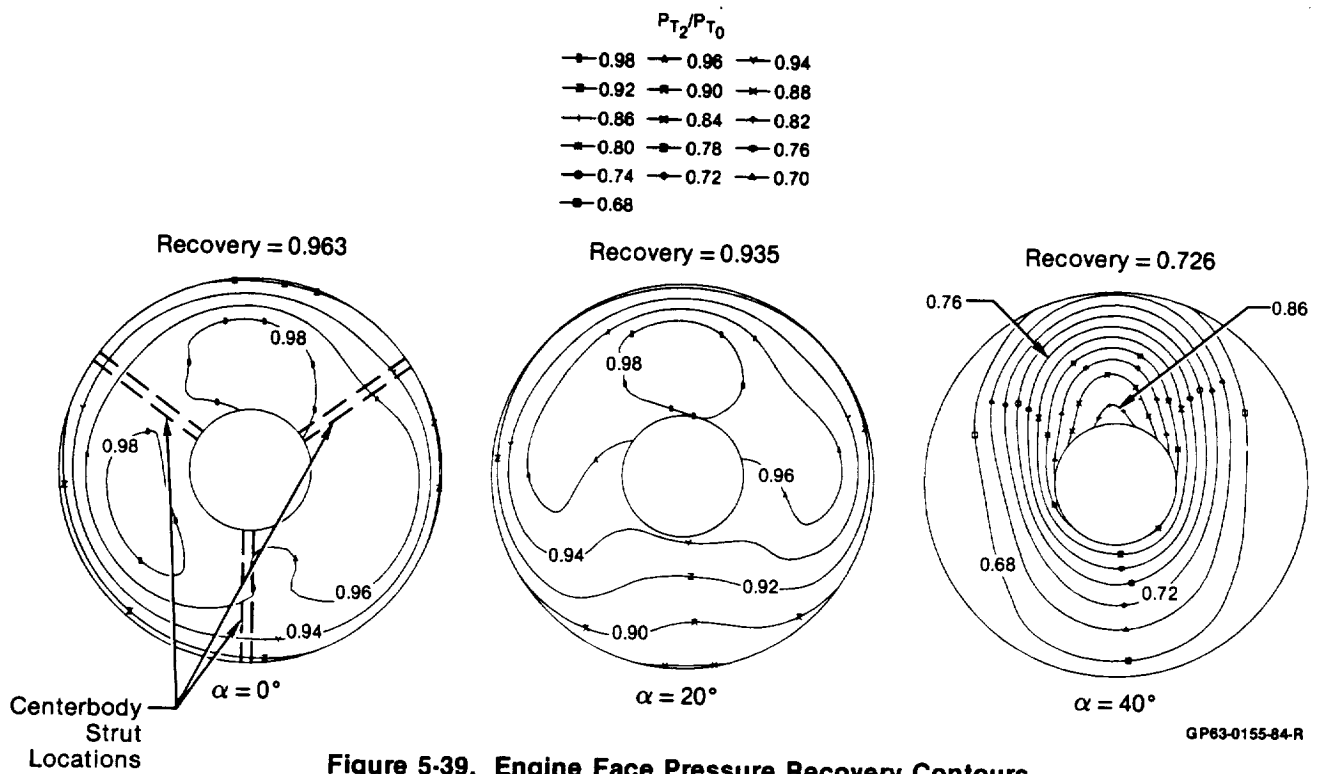 PT2/PT0
0.98 0.96 0.94
0.92 0.90 0.88
0.86 0.84 0.82
0.80 0.78 0.76
0.74 0.72 0.70
0.68
Recovery = 0.963
Recovery = 0.935
Recovery = 0.726
0.98
0.98
0.96
0.94
0.98
0.96
0.94
0.92
0.90
0.76
0.86
0.68
0.72
Centerbody
Strut
Locations
α = 0°
α = 20°
α = 40°
GP63-0155-84-R
Figure 5-39. Engine Face Pressure Recovery Contours